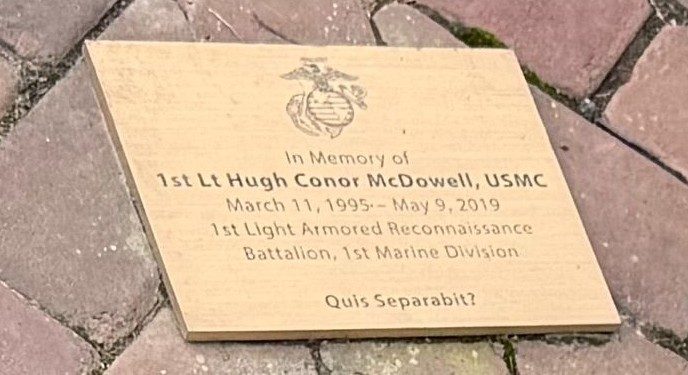 In Memory of
1st Lt Hugh Conor McDowell, USMC
March 11, 1995 – May 9, 2019
1st Light Armored Reconnaissance
Battalion, 1st Marine Division
Quis Separabit?